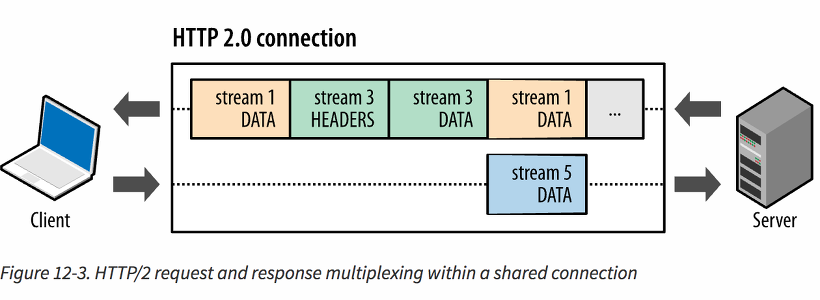 HTTP 2.0 connection
stream 1
DATA
stream 3
HEADERS
stream 3
DATA
stream 1
DATA
...
stream 5
DATA
Client
Server
Figure 12-3. HTTP/2 request and response multiplexing within a shared connection